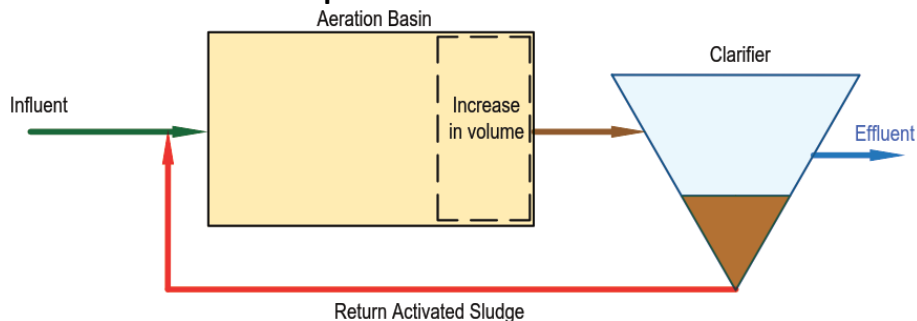 Aeration Basin
Clarifier
Influent
Increase
in volume
Effluent
Return Activated Sludge